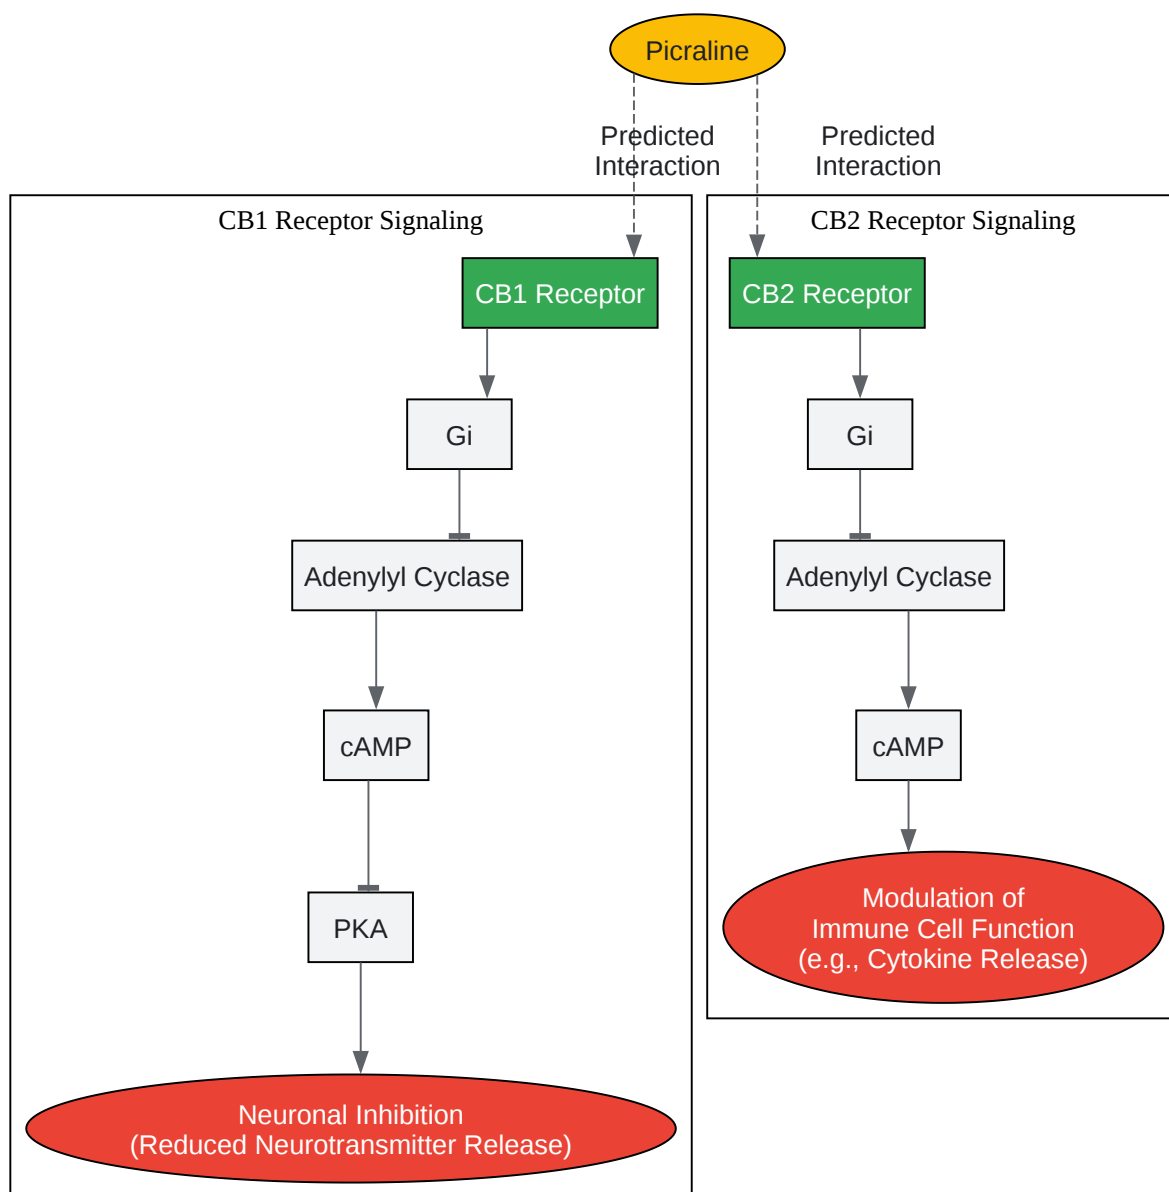 Picraline
Predicted
Interaction
Predicted
Interaction
CB1 Receptor Signaling
CB1 Receptor
Gi
Adenylyl Cyclase
cAMP
PKA
Neuronal Inhibition
(Reduced Neurotransmitter Release)
CB2 Receptor Signaling
CB2 Receptor
Gi
Adenylyl Cyclase
cAMP
Modulation of
Immune Cell Function
(e.g., Cytokine Release)